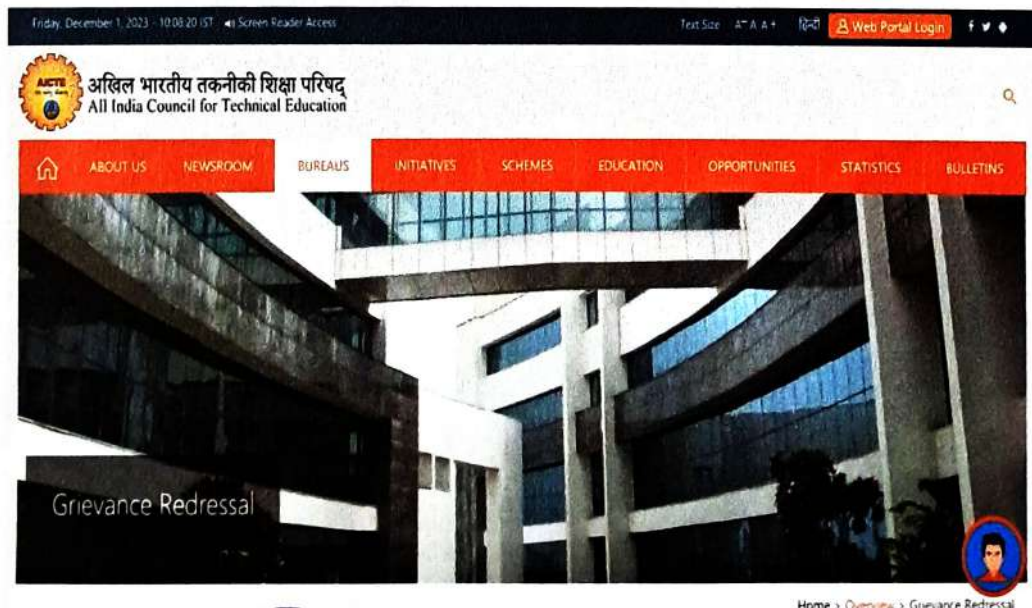 Friday, December 1, 2023 - 10:08:20 IST Screen Reader Access
Text Size A- A A+ हिन्दी Web Portal Login
AICTE
अखिल भारतीय तकनीकी शिक्षा परिषद्
All India Council for Technical Education
ABOUT US NEWSROOM BUREAUS INITIATIVES SCHEMES EDUCATION OPPORTUNITIES STATISTICS BULLETINS
Grievance Redressal
Home > Overview > Grievance Redressal